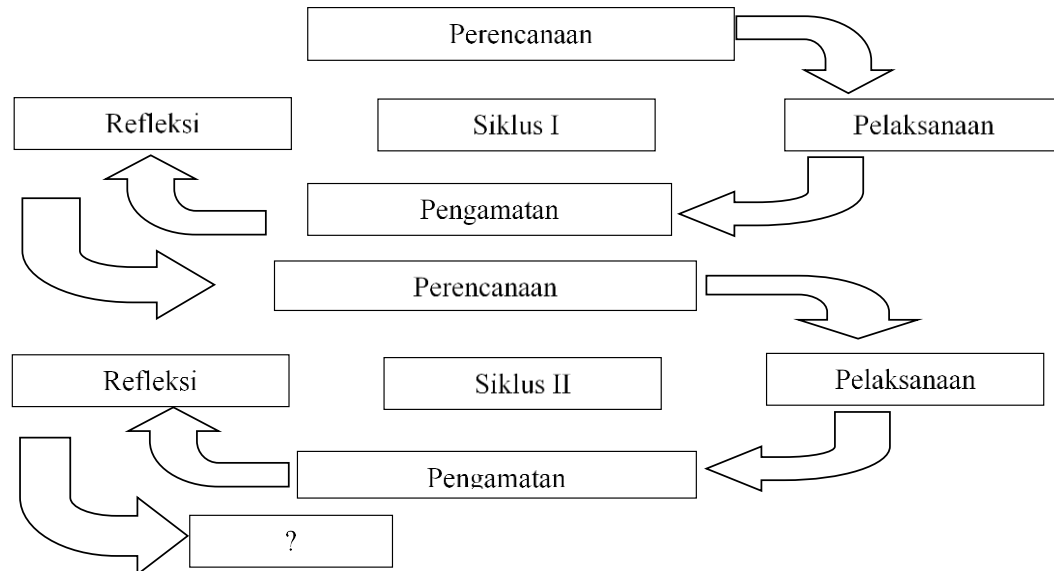 Perencanaan
Refleksi
Siklus I
Pelaksanaan
Pengamatan
Perencanaan
Refleksi
Siklus II
Pelaksanaan
Pengamatan
?